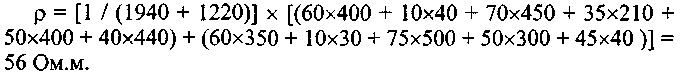 ρ = [1 / (1940 + 1220)] × [(60×400 + 10×40 + 70×450 + 35×210 +
50×400 + 40×440) + (60×350 + 10×30 + 75×500 + 50×300 + 45×40 )] =
56 Ом.м.